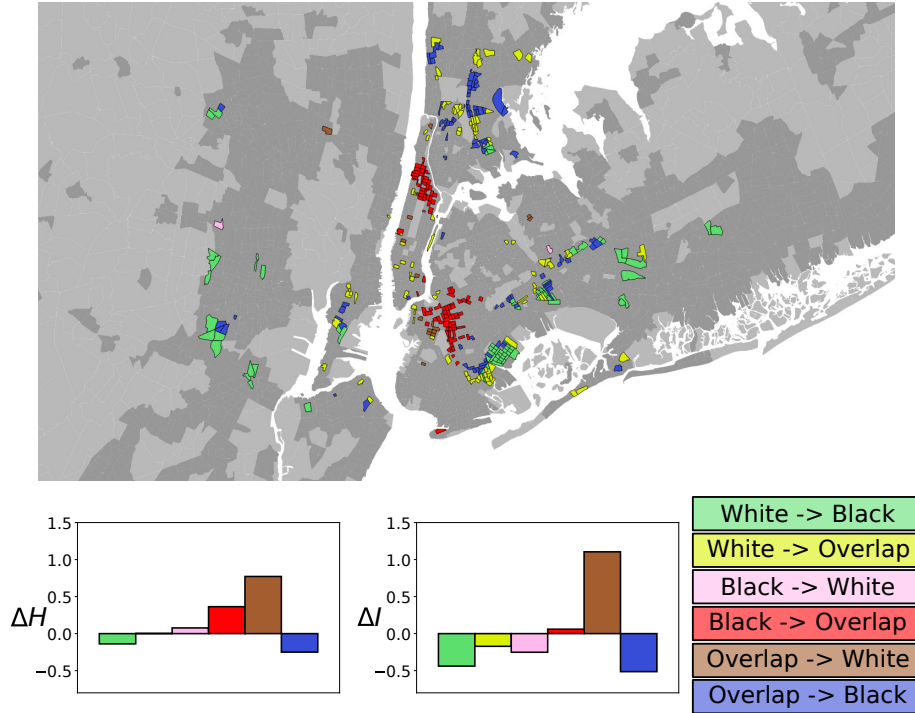 1.5
1.0
0.5
0.0
−0.5
ΔH
1.5
1.0
0.5
0.0
−0.5
ΔI
White -> Black
White -> Overlap
Black -> White
Black -> Overlap
Overlap -> White
Overlap -> Black